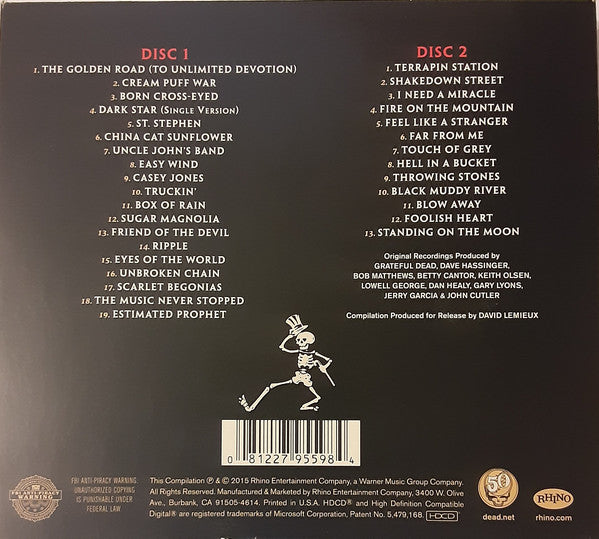 DISC 1
1. THE GOLDEN ROAD (TO UNLIMITED DEVOTION)
2. CREAM PUFF WAR
3. BORN CROSS-EYED
4. DARK STAR (SINGLE VERSION)
5. ST. STEPHEN
6. CHINA CAT SUNFLOWER
7. UNCLE JOHN'S BAND
8. EASY WIND
9. CASEY JONES
10. TRUCKIN'
11. BOX OF RAIN
12. SUGAR MAGNOLIA
13. FRIEND OF THE DEVIL
14. RIPPLE
15. EYES OF THE WORLD
16. UNBROKEN CHAIN
17. SCARLET BEGONIAS
18. THE MUSIC NEVER STOPPED
19. ESTIMATED PROPHET
DISC 2
1. TERRAPIN STATION
2. SHAKEDOWN STREET
3. I NEED A MIRACLE
4. FIRE ON THE MOUNTAIN
5. FEEL LIKE A STRANGER
6. FAR FROM ME
7. TOUCH OF GREY
8. HELL IN A BUCKET
9. THROWING STONES
10. BLACK MUDDY RIVER
11. BLOW AWAY
12. FOOLISH HEART
13. STANDING ON THE MOON
Original Recordings Produced by
GRATEFUL DEAD, DAVE HASSINGER,
BOB MATTHEWS, BETTY CANTOR, KEITH OLSEN,
LOWELL GEORGE, DAN HEALY, GARY LYONS,
JERRY GARCIA & JOHN CUTLER
Compilation Produced for Release by DAVID LEMIEUX
0 81227 95598 4
FBI ANTI-PIRACY
WARNING
FBI ANTI-PIRACY WARNING:
UNAUTHORIZED COPYING
IS PUNISHABLE UNDER
FEDERAL LAW.
This Compilation ℗ & © 2015 Rhino Entertainment Company, a Warner Music Group Company.
All Rights Reserved. Manufactured & Marketed by Rhino Entertainment Company, 3400 W. Olive
Ave., Burbank, CA 91505-4614. Printed in U.S.A. HDCD® and High Definition Compatible
Digital® are registered trademarks of Microsoft Corporation, Patent No. 5,479,168. HDCD
50
dead.net
RHINO
rhino.com